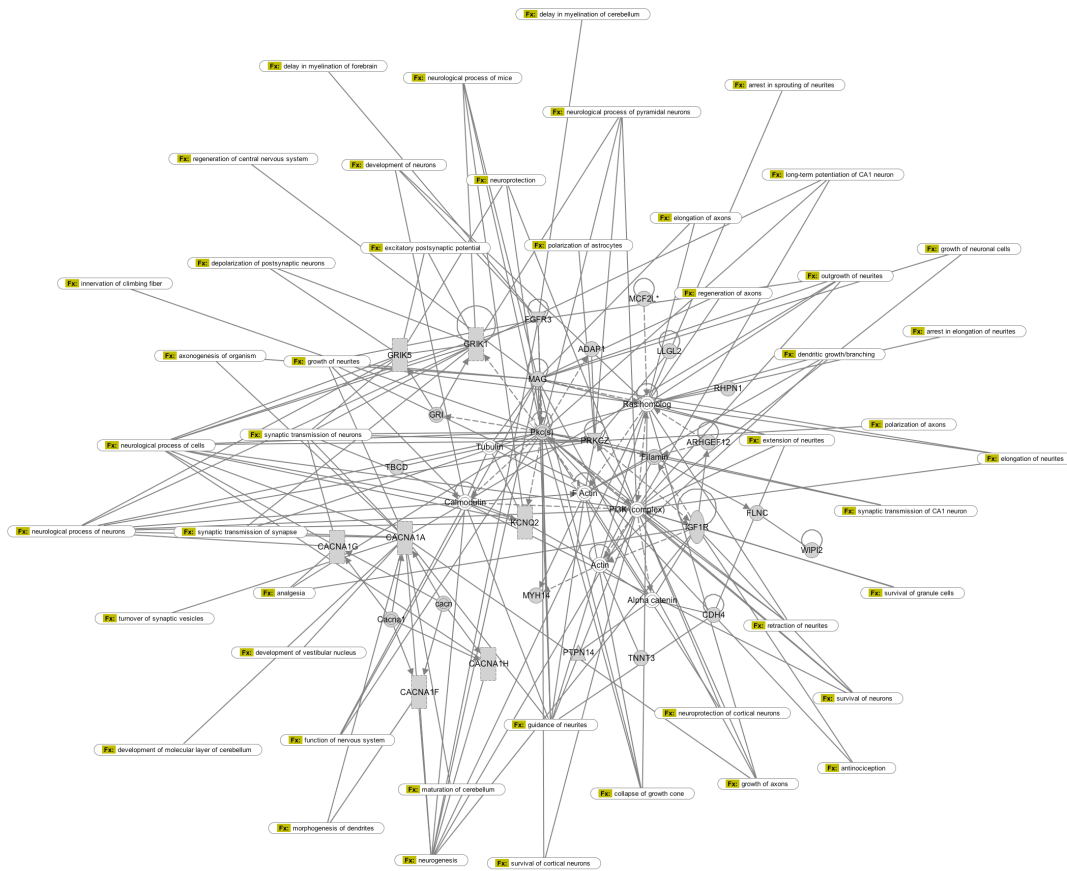 Fx: delay in myelination of cerebellum
Fx: delay in myelination of forebrain
Fx: neurological process of mice
Fx: arrest in sprouting of neurites
Fx: neurological process of pyramidal neurons
Fx: regeneration of central nervous system
Fx: development of neurons
Fx: long-term potentiation of CA1 neuron
Fx: neuroprotection
Fx: elongation of axons
Fx: excitatory postsynaptic potential
Fx: polarization of astrocytes
Fx: growth of neuronal cells
Fx: depolarization of postsynaptic neurons
Fx: outgrowth of neurites
Fx: innervation of climbing fiber
Fx: regeneration of axons
MCF2L*
FGFR3
Fx: arrest in elongation of neurites
GRIK1
ADAP1
LLGL2
GRIK5
Fx: axonogenesis of organism
Fx: growth of neurites
Fx: dendritic growth/branching
MAG
RHPN1
Ras homolog
GRI
Fx: polarization of axons
Pkc(s)
Fx: synaptic transmission of neurons
PRKCZ
ARHGEF12
Fx: extension of neurites
Fx: neurological process of cells
Tubulin
Filamin
Fx: elongation of neurites
TBCD
F Actin
Calmodulin
PI3K (complex)
Fx: synaptic transmission of CA1 neuron
FLNC
KCNQ2
IGF1R
Fx: neurological process of neurons
Fx: synaptic transmission of synapse
CACNA1A
CACNA1G
WIPI2
Actin
Fx: analgesia
Fx: survival of granule cells
MYH14
Alpha catenin
cacn
Fx: turnover of synaptic vesicles
Cacna1
CDH4
Fx: retraction of neurites
Fx: development of vestibular nucleus
PTPN14
TNNT3
CACNA1H
CACNA1F
Fx: survival of neurons
Fx: neuroprotection of cortical neurons
Fx: guidance of neurites
Fx: function of nervous system
Fx: development of molecular layer of cerebellum
Fx: antinociception
Fx: growth of axons
Fx: maturation of cerebellum
Fx: collapse of growth cone
Fx: morphogenesis of dendrites
Fx: neurogenesis
Fx: survival of cortical neurons